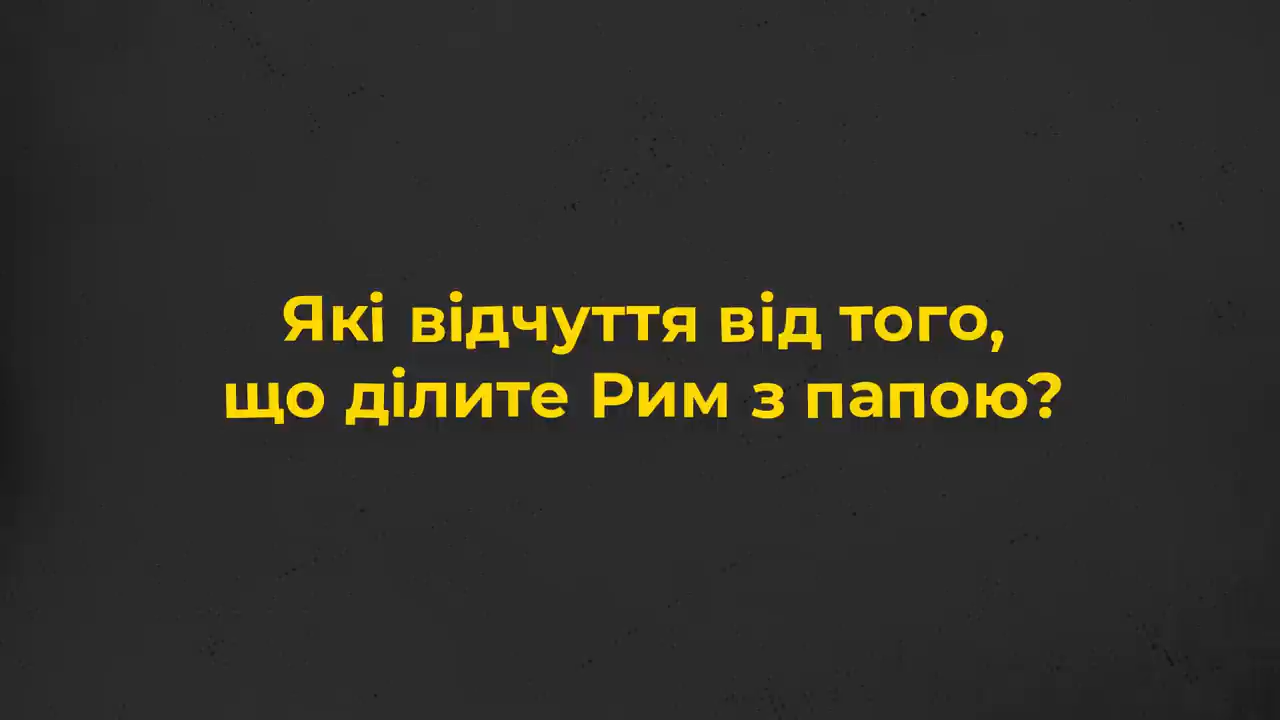 Які відчуття від того,
що ділите Рим з папою?